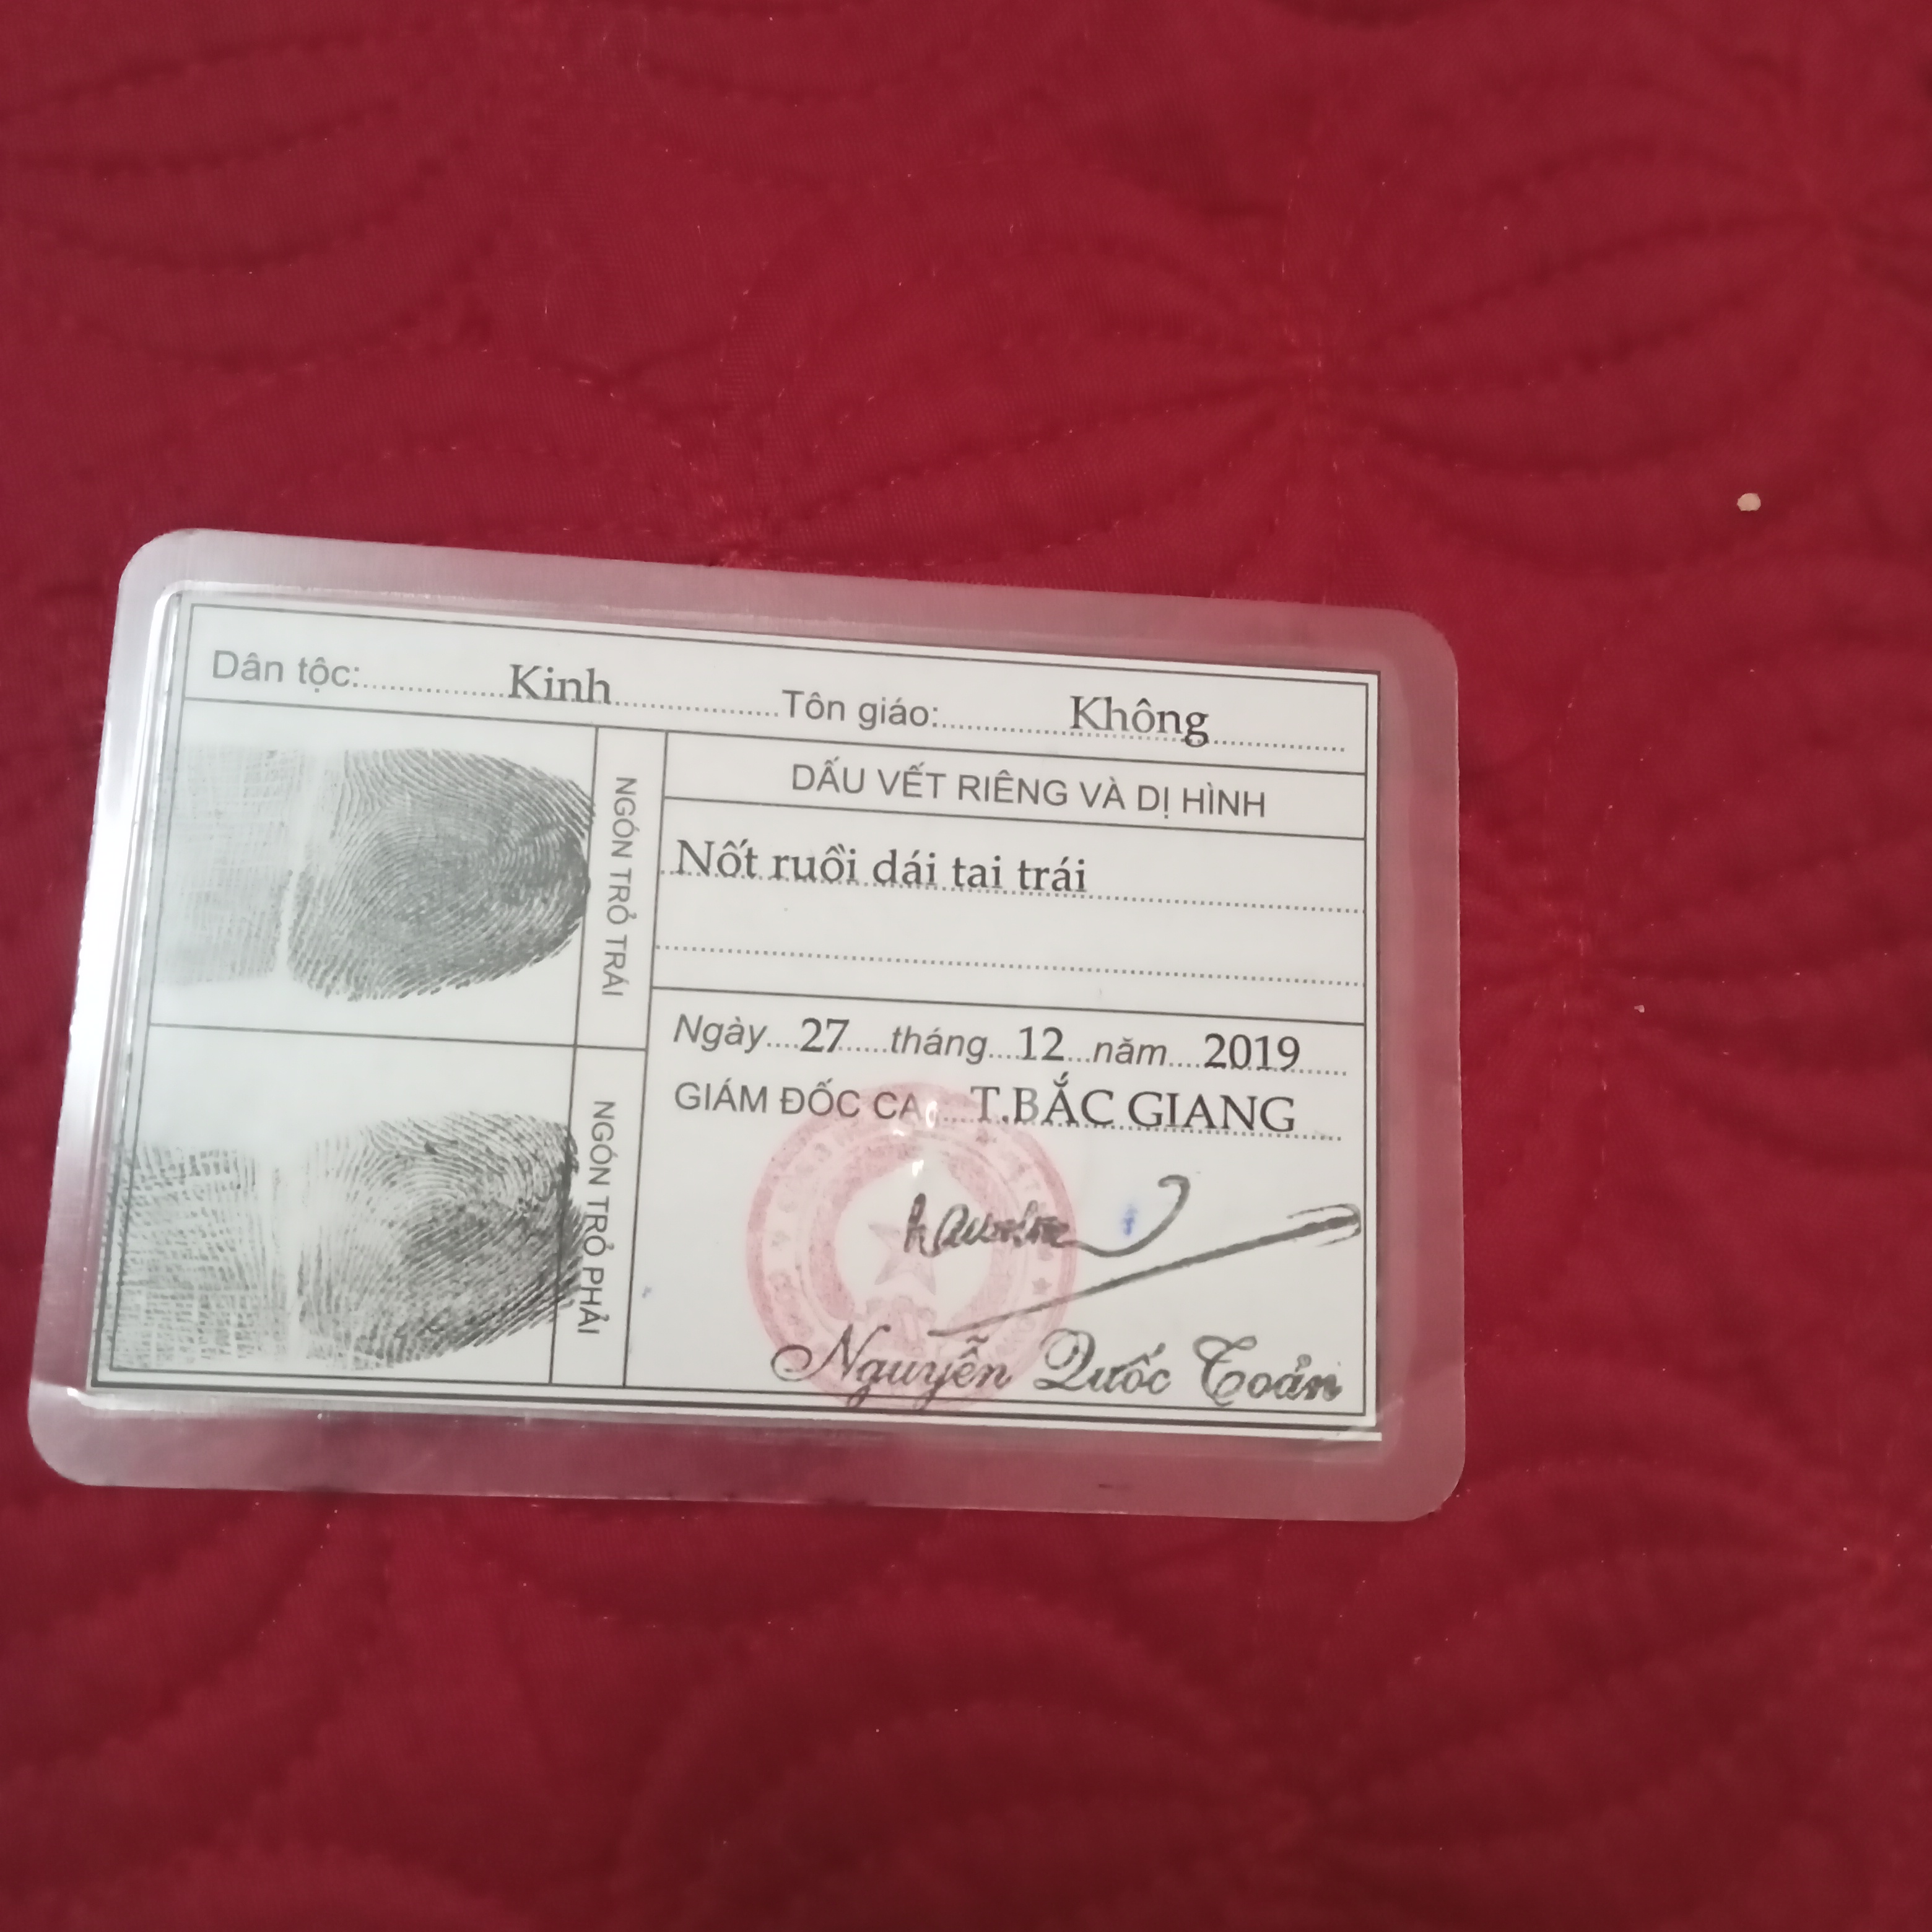 Dân tộc: Kinh Tôn giáo: Không
NGÓN TRỎ TRÁI
DẤU VẾT RIÊNG VÀ DỊ HÌNH
Nốt ruồi dái tai trái
Ngày 27 tháng 12 năm 2019
GIÁM ĐỐC CA T.BẮC GIANG
NGÓN TRỎ PHẢI
Nguyễn Quốc Toản